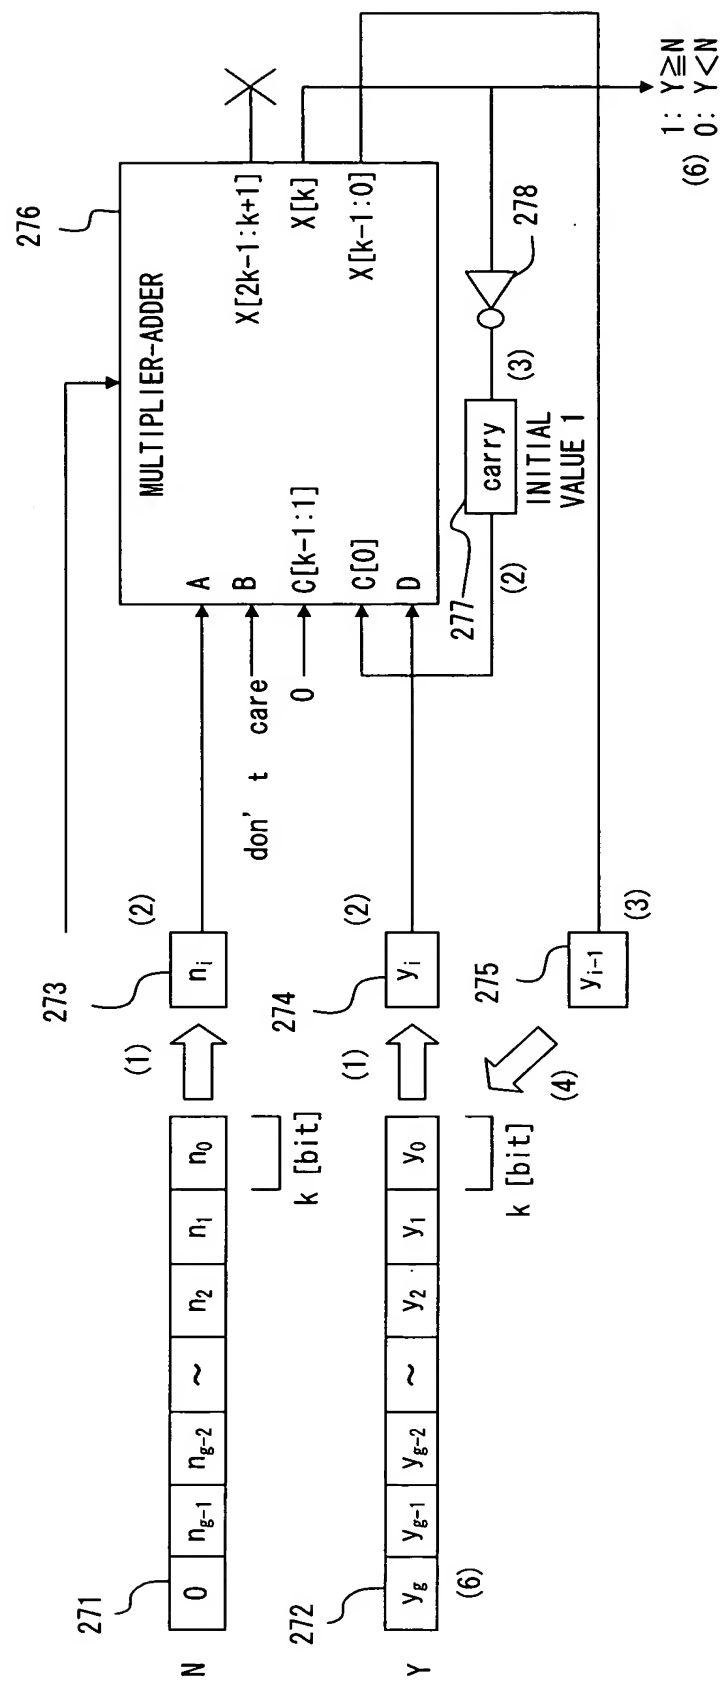 276
MULTIPLIER-ADDER
A
B
C[k-1:1]
C[0]
D
X[2k-1:k+1]
X[k]
X[k-1:0]
273
(2)
n_i
don't care
0
277
carry
INITIAL
VALUE 1
(2)
(3)
278
(6) 1: Y≧N
0: Y<N
274
(2)
y_i
275
y_{i-1}
(3)
(1)
(1)
(4)
271
N
0
n_{g-1}
n_{g-2}
~
n_2
n_1
n_0
k [bit]
272
Y
y_g
y_{g-1}
y_{g-2}
~
y_2
y_1
y_0
(6)
k [bit]